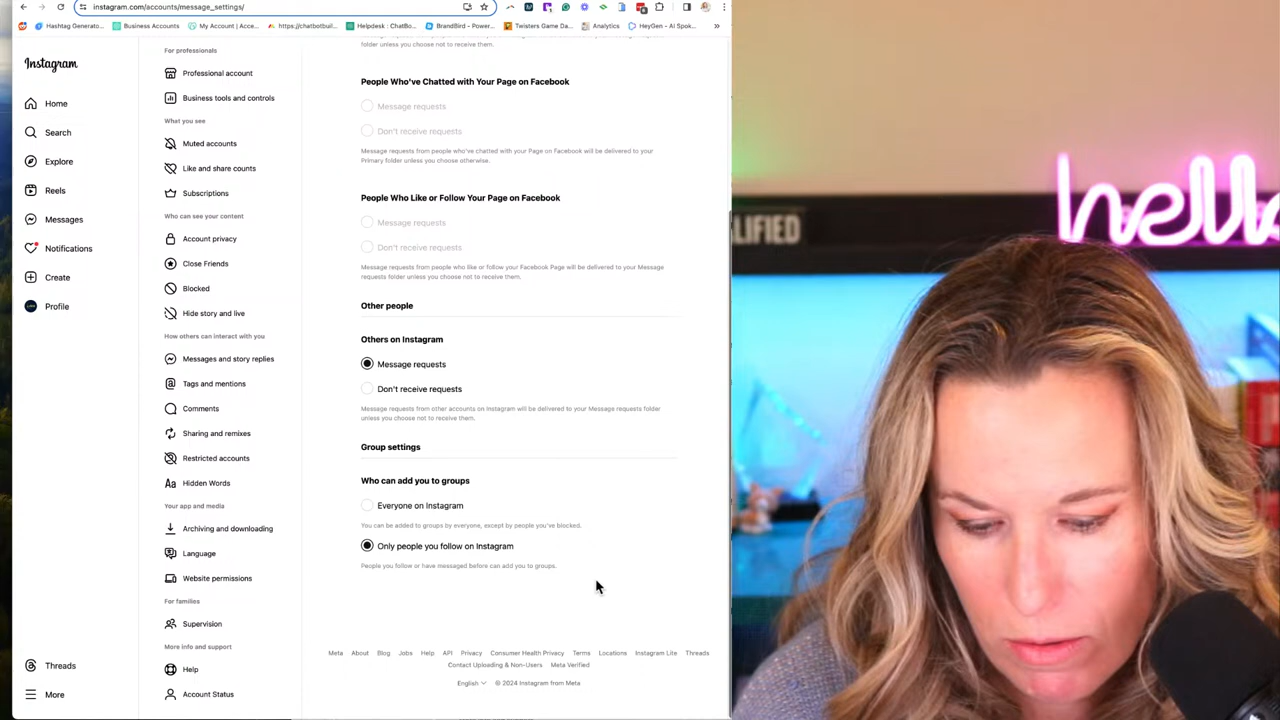 instagram.com/accounts/message_settings/
Hashtag Generato...
Business Accounts
My Account | Acce...
https://chatbotbuil...
Helpdesk : ChatBo...
BrandBird – Power...
Twisters Game Da...
Analytics
HeyGen - AI Spok...
»
Instagram
Home
Search
Explore
Reels
Messages
Notifications
Create
Profile
Threads
More
For professionals
Professional account
Business tools and controls
What you see
Muted accounts
Like and share counts
Subscriptions
Who can see your content
Account privacy
Close Friends
Blocked
Hide story and live
How others can interact with you
Messages and story replies
Tags and mentions
Comments
Sharing and remixes
Restricted accounts
Aa Hidden Words
Your app and media
Archiving and downloading
Language
Website permissions
For families
Supervision
More info and support
Help
Account Status
folder unless you choose not to receive them.
People Who've Chatted with Your Page on Facebook
Message requests
Don't receive requests
Message requests from people who've chatted with your Page on Facebook will be delivered to your
Primary folder unless you choose otherwise.
People Who Like or Follow Your Page on Facebook
Message requests
Don't receive requests
Message requests from people who like or follow your Facebook Page will be delivered to your Message
requests folder unless you choose not to receive them.
Other people
Others on Instagram
Message requests
Don't receive requests
Message requests from other accounts on Instagram will be delivered to your Message requests folder
unless you choose not to receive them.
Group settings
Who can add you to groups
Everyone on Instagram
You can be added to groups by everyone, except by people you've blocked.
Only people you follow on Instagram
People you follow or have messaged before can add you to groups.
Meta About Blog Jobs Help API Privacy Consumer Health Privacy Terms Locations Instagram Lite Threads
Contact Uploading & Non-Users Meta Verified
English © 2024 Instagram from Meta
hello
LIFIED